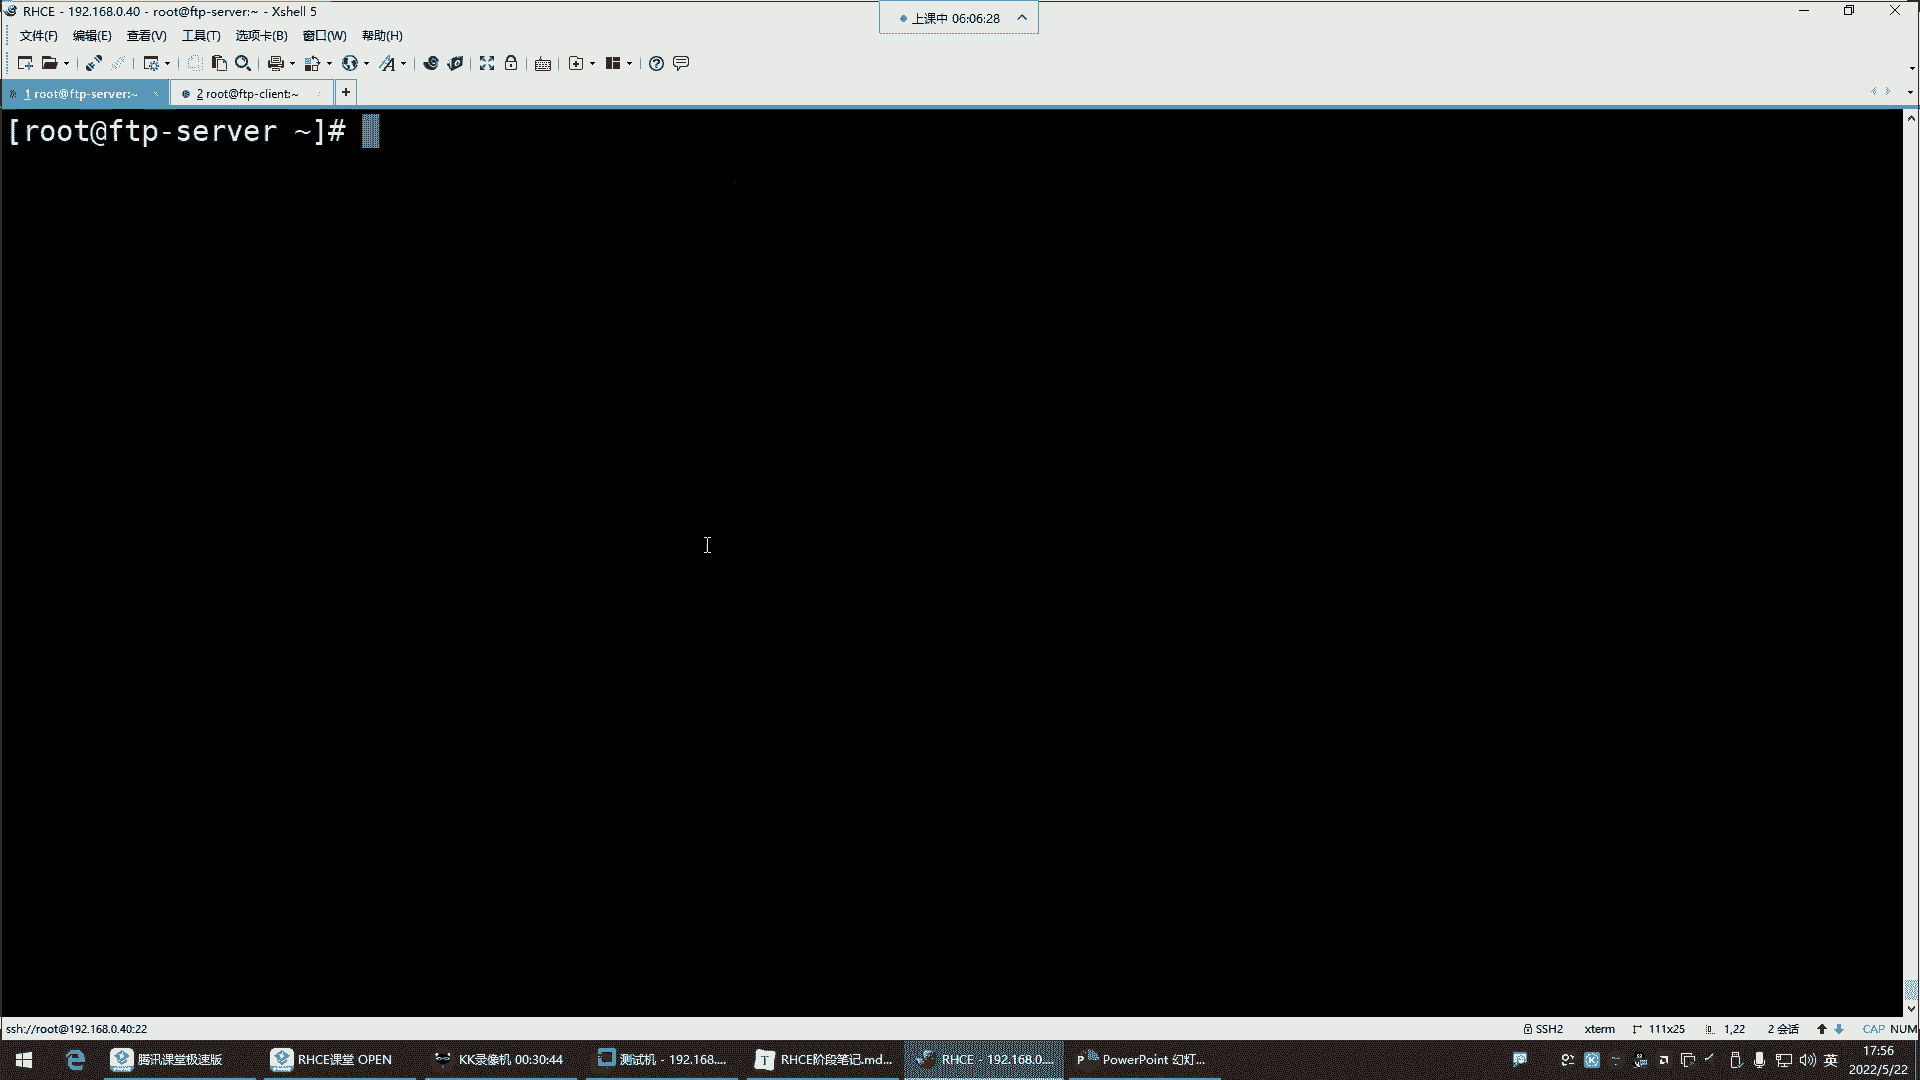 RHCE - 192.168.0.40 - root@ftp-server:~ - Xshell 5
上课中 06:06:28
文件(F) 编辑(E) 查看(V) 工具(T) 选项卡(B) 窗口(W) 帮助(H)
1 root@ftp-server:~ 2 root@ftp-client:~ +
[root@ftp-server ~]#
ssh://root@192.168.0.40:22 SSH2 xterm 111x25 1,22 2 会话 CAP NUM
腾讯课堂极速版 RHCE课堂 OPEN KK录像机 00:30:44 测试机 - 192.168.... RHCE阶段笔记.md... RHCE - 192.168.0.... PowerPoint 幻灯... 英 17:56
2022/5/22